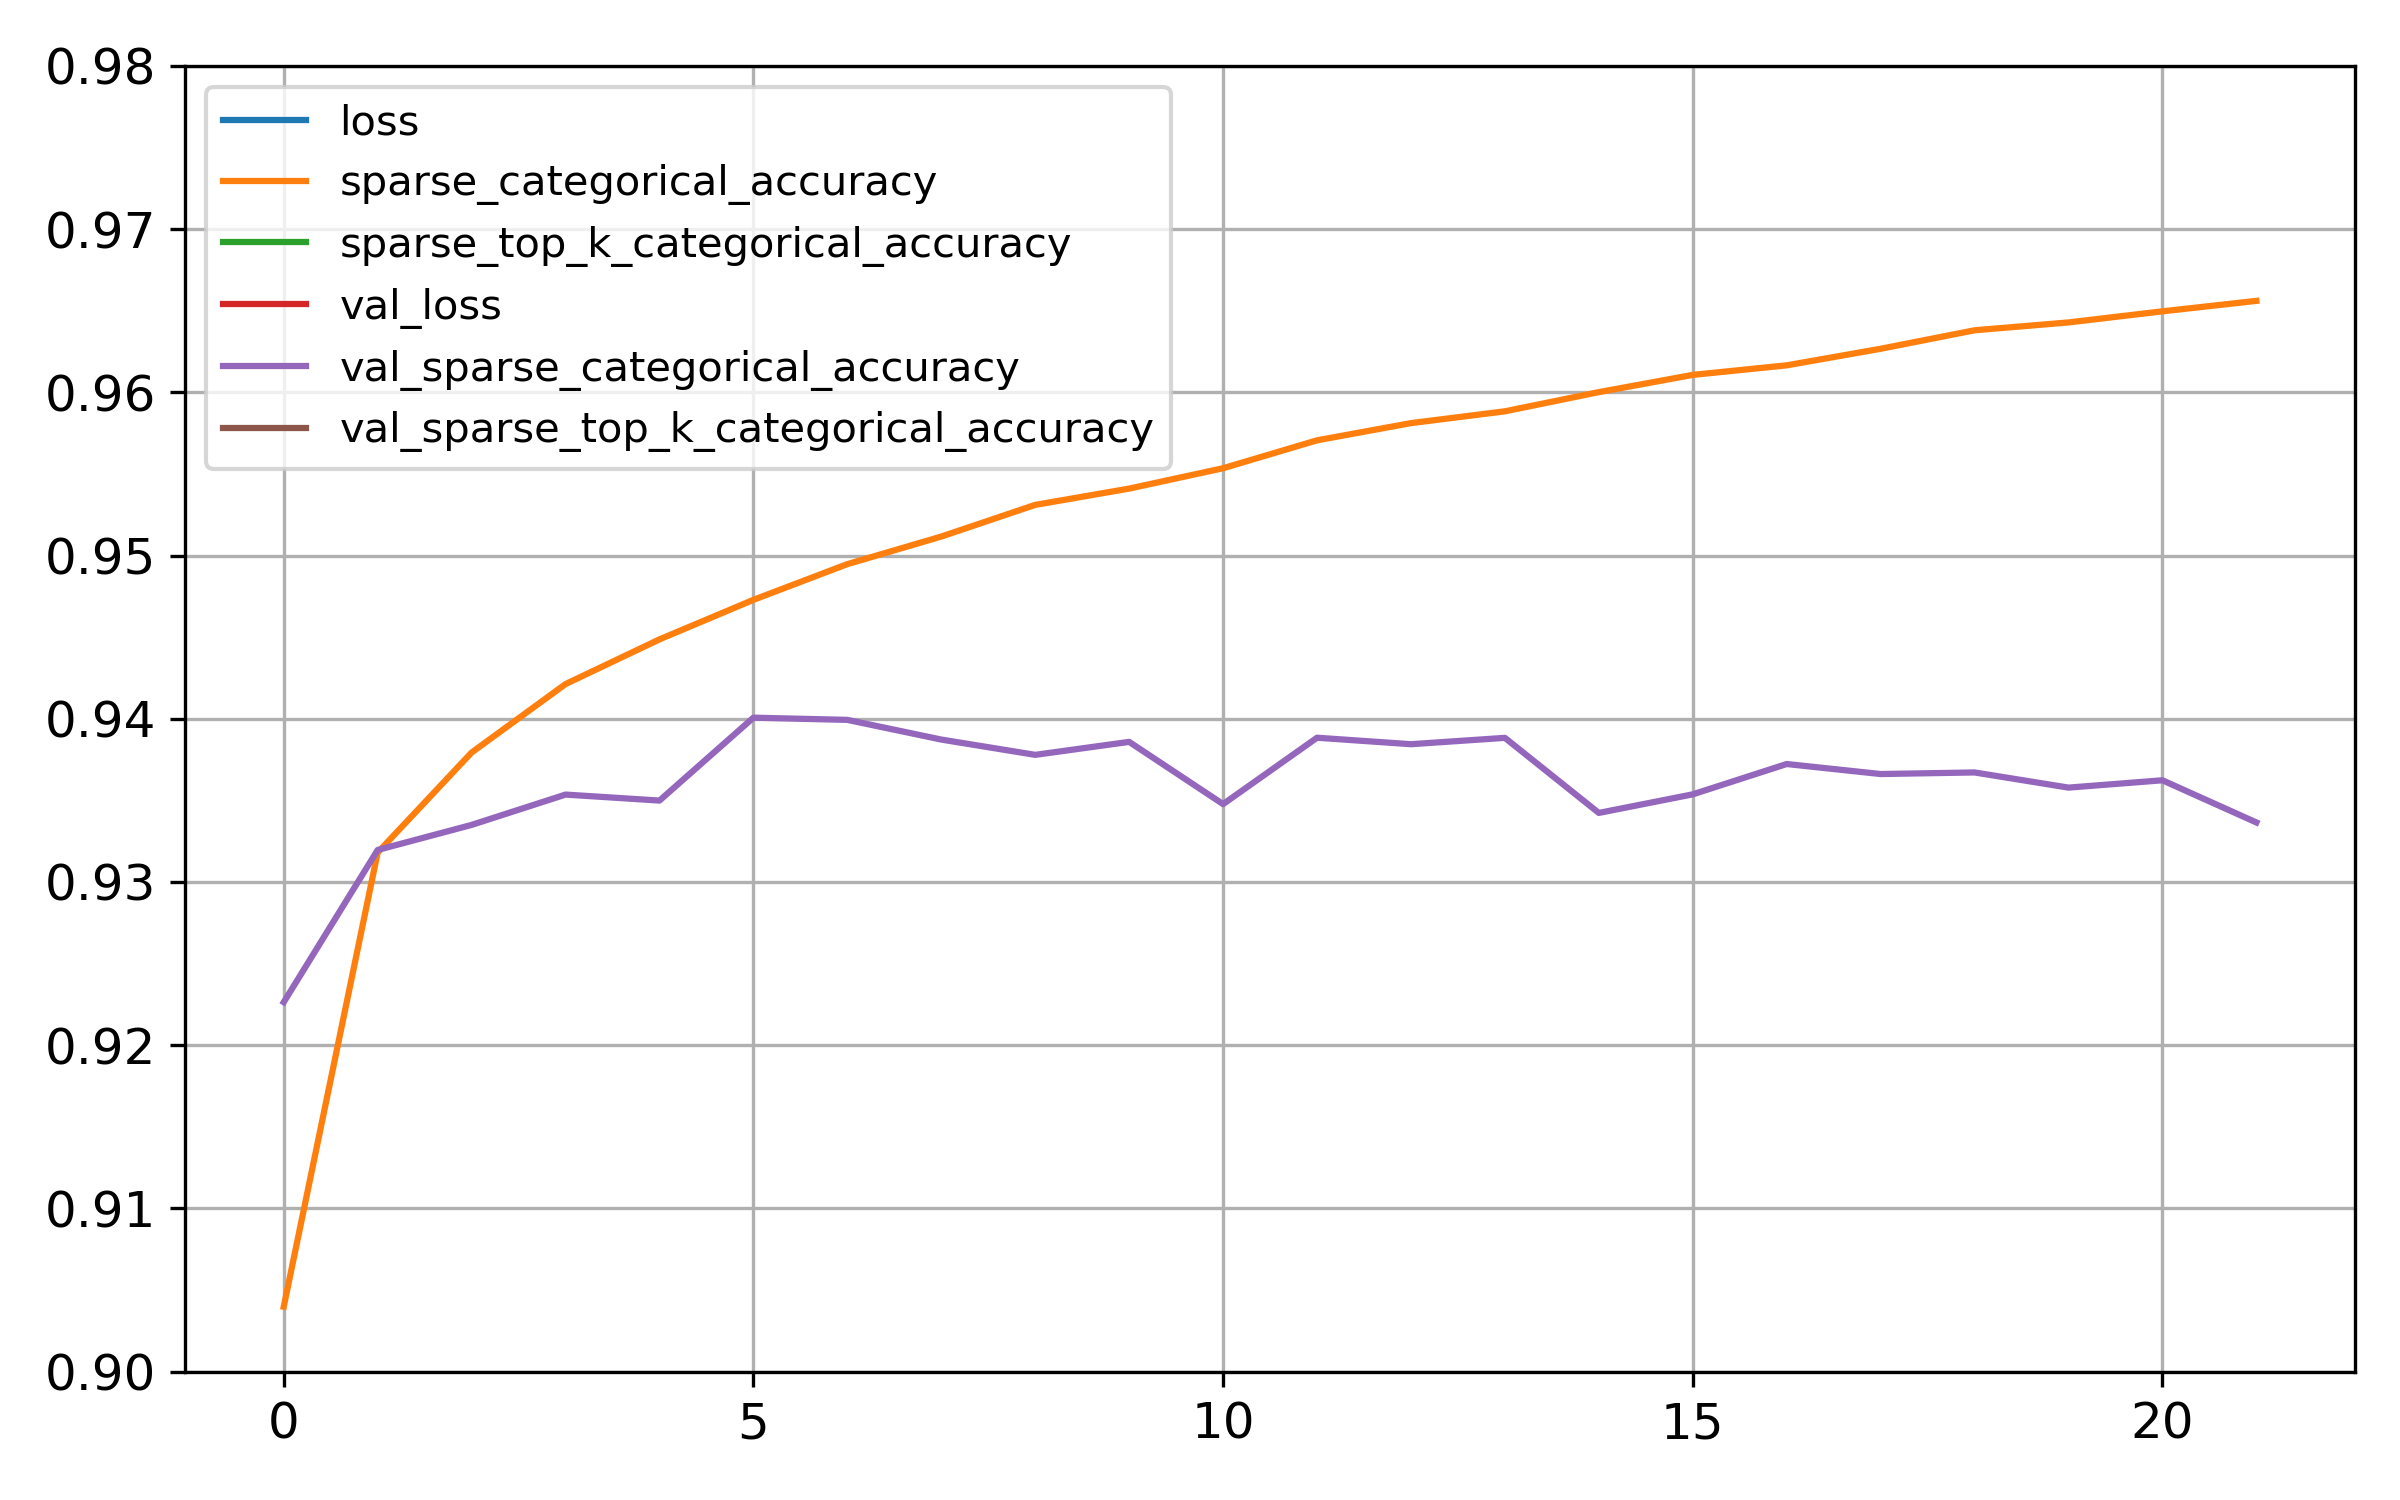 0.98
0.97
0.96
0.95
0.94
0.93
0.92
0.91
0.90
loss
sparse_categorical_accuracy
sparse_top_k_categorical_accuracy
val_loss
val_sparse_categorical_accuracy
val_sparse_top_k_categorical_accuracy
0 5 10 15 20